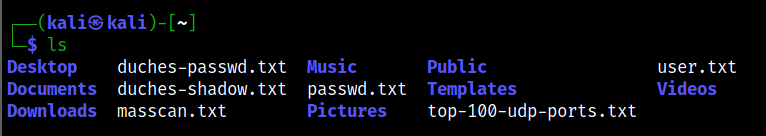 ┌──(kali㉿kali)-[~]
└─$ ls
Desktop    duches-passwd.txt  Music       Public                 user.txt
Documents  duches-shadow.txt  passwd.txt  Templates              Videos
Downloads  masscan.txt        Pictures    top-100-udp-ports.txt